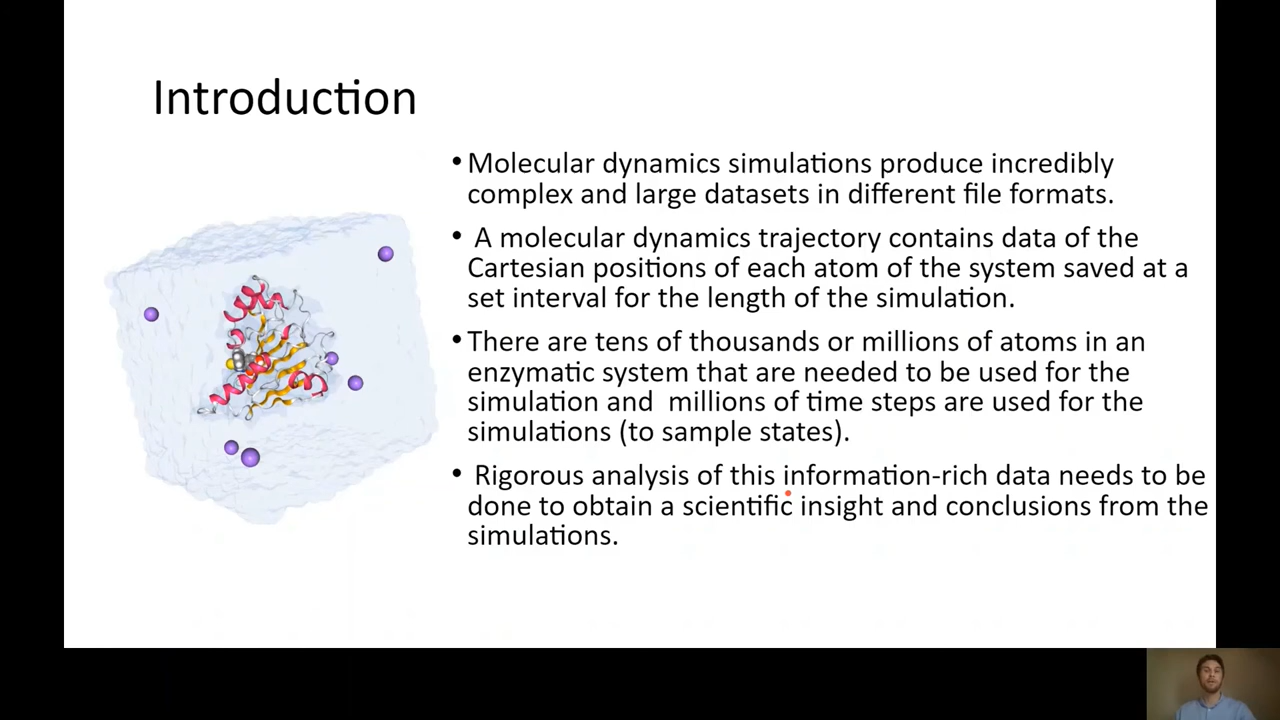 Introduction
• Molecular dynamics simulations produce incredibly
complex and large datasets in different file formats.
• A molecular dynamics trajectory contains data of the
Cartesian positions of each atom of the system saved at a
set interval for the length of the simulation.
• There are tens of thousands or millions of atoms in an
enzymatic system that are needed to be used for the
simulation and  millions of time steps are used for the
simulations (to sample states).
• Rigorous analysis of this information-rich data needs to be
done to obtain a scientific insight and conclusions from the
simulations.